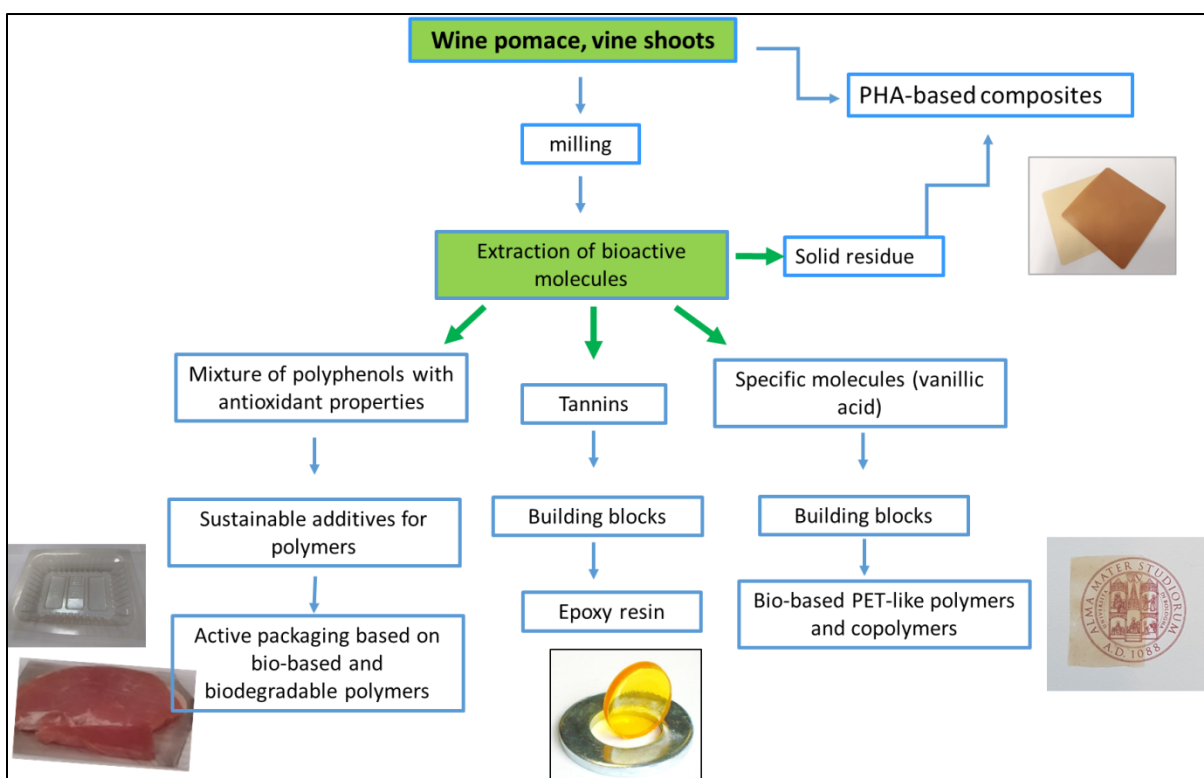 Wine pomace, vine shoots
PHA-based composites
milling
Extraction of bioactive
molecules
Solid residue
Mixture of polyphenols with
antioxidant properties
Tannins
Specific molecules (vanillic
acid)
Sustainable additives for
polymers
Building blocks
Building blocks
Active packaging based on
bio-based and
biodegradable polymers
Epoxy resin
Bio-based PET-like polymers
and copolymers
ALMA MATER STUDIORUM
A.D. 1088